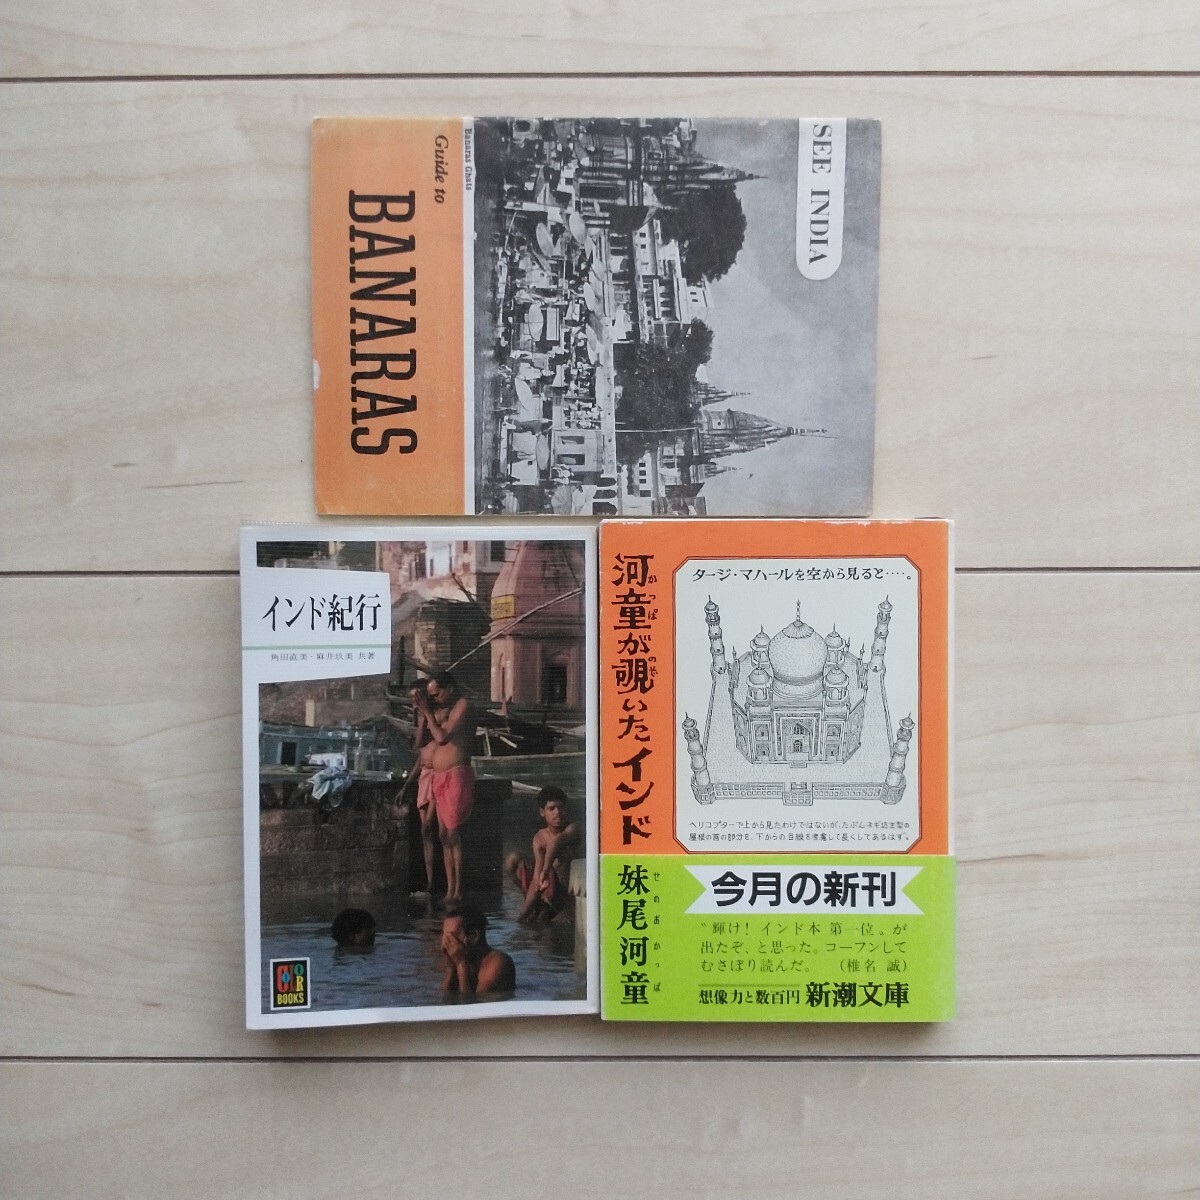 SEE INDIA
Banaras Ghats
Guide to
BANARAS
インド紀行
角田直美・麻井玖美 共著
COLOR
BOOKS
河童が覗いたインド
かっぱ
のぞ
タージ・マハールを空から見ると‥‥。
ヘリコプターで上から見たわけではないが、たぶんネギ坊主型の
屋根の首の部分を、下からの目線を考慮して長くしてあるはず。
妹尾河童
せのおかっぱ
今月の新刊
〝輝け！インド本 第一位〟が
出たぞ、と思った。コーフンして
むさぼり読んだ。（椎名 誠）
想像力と数百円 新潮文庫